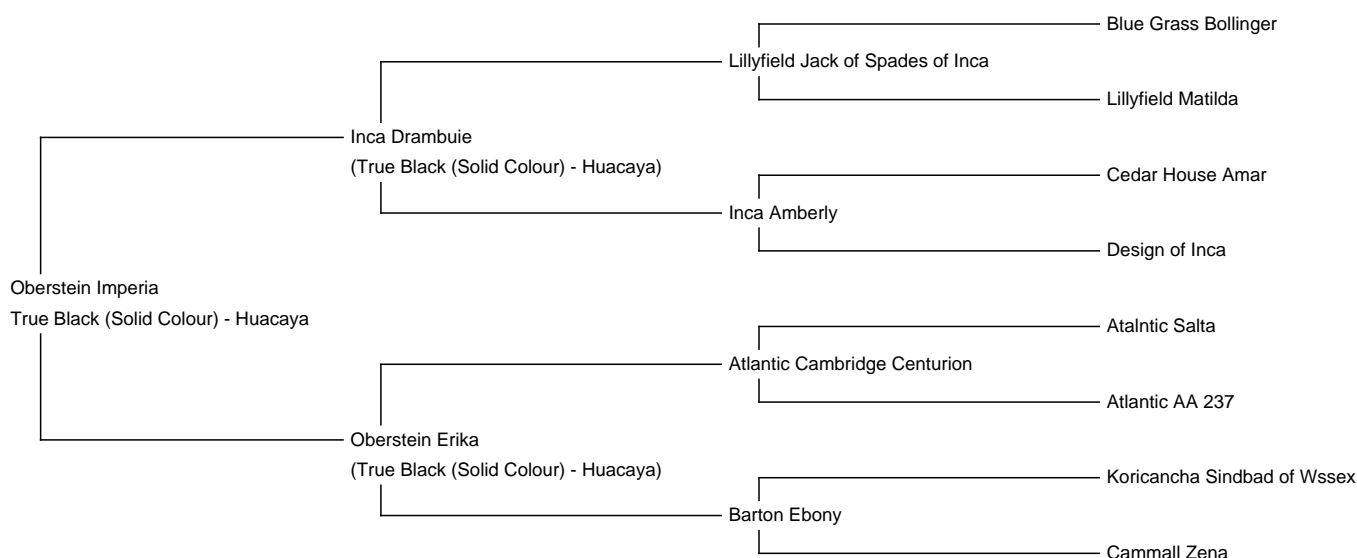 Blue Grass Bollinger
Lillyfield Jack of Spades of Inca
Lillyfield Matilda
Inca Drambuie
(True Black (Solid Colour) - Huacaya)
Cedar House Amar
Inca Amberly
Design of Inca
Oberstein Imperia
True Black (Solid Colour) - Huacaya
Atalntic Salta
Atlantic Cambridge Centurion
Atlantic AA 237
Oberstein Erika
(True Black (Solid Colour) - Huacaya)
Koricancha Sindbad of Wssex
Barton Ebony
Cammall Zena